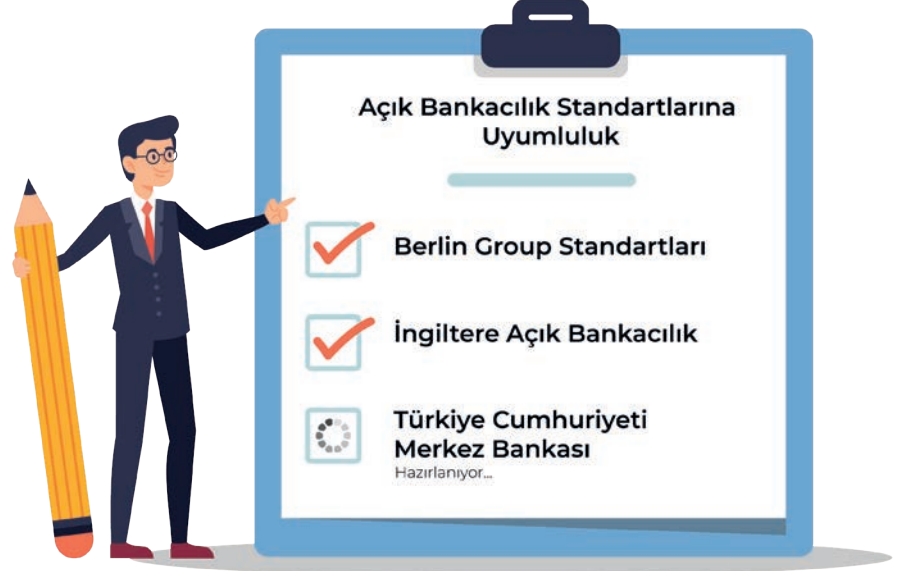 Açık Bankacılık Standartlarına
Uyumluluk
Berlin Group Standartları
İngiltere Açık Bankacılık
Türkiye Cumhuriyeti
Merkez Bankası
Hazırlanıyor...